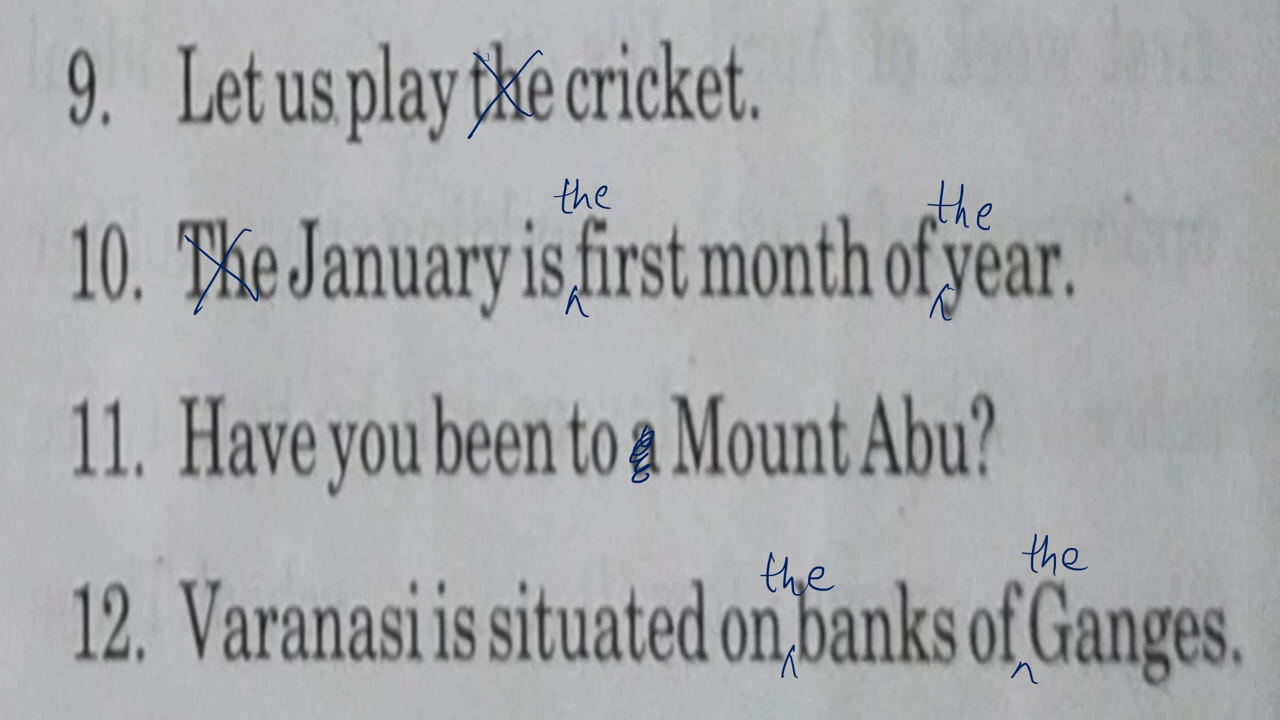 9. Let us play the cricket.
the the
10. The January is first month of year.
11. Have you been to a Mount Abu?
the the
12. Varanasi is situated on banks of Ganges.